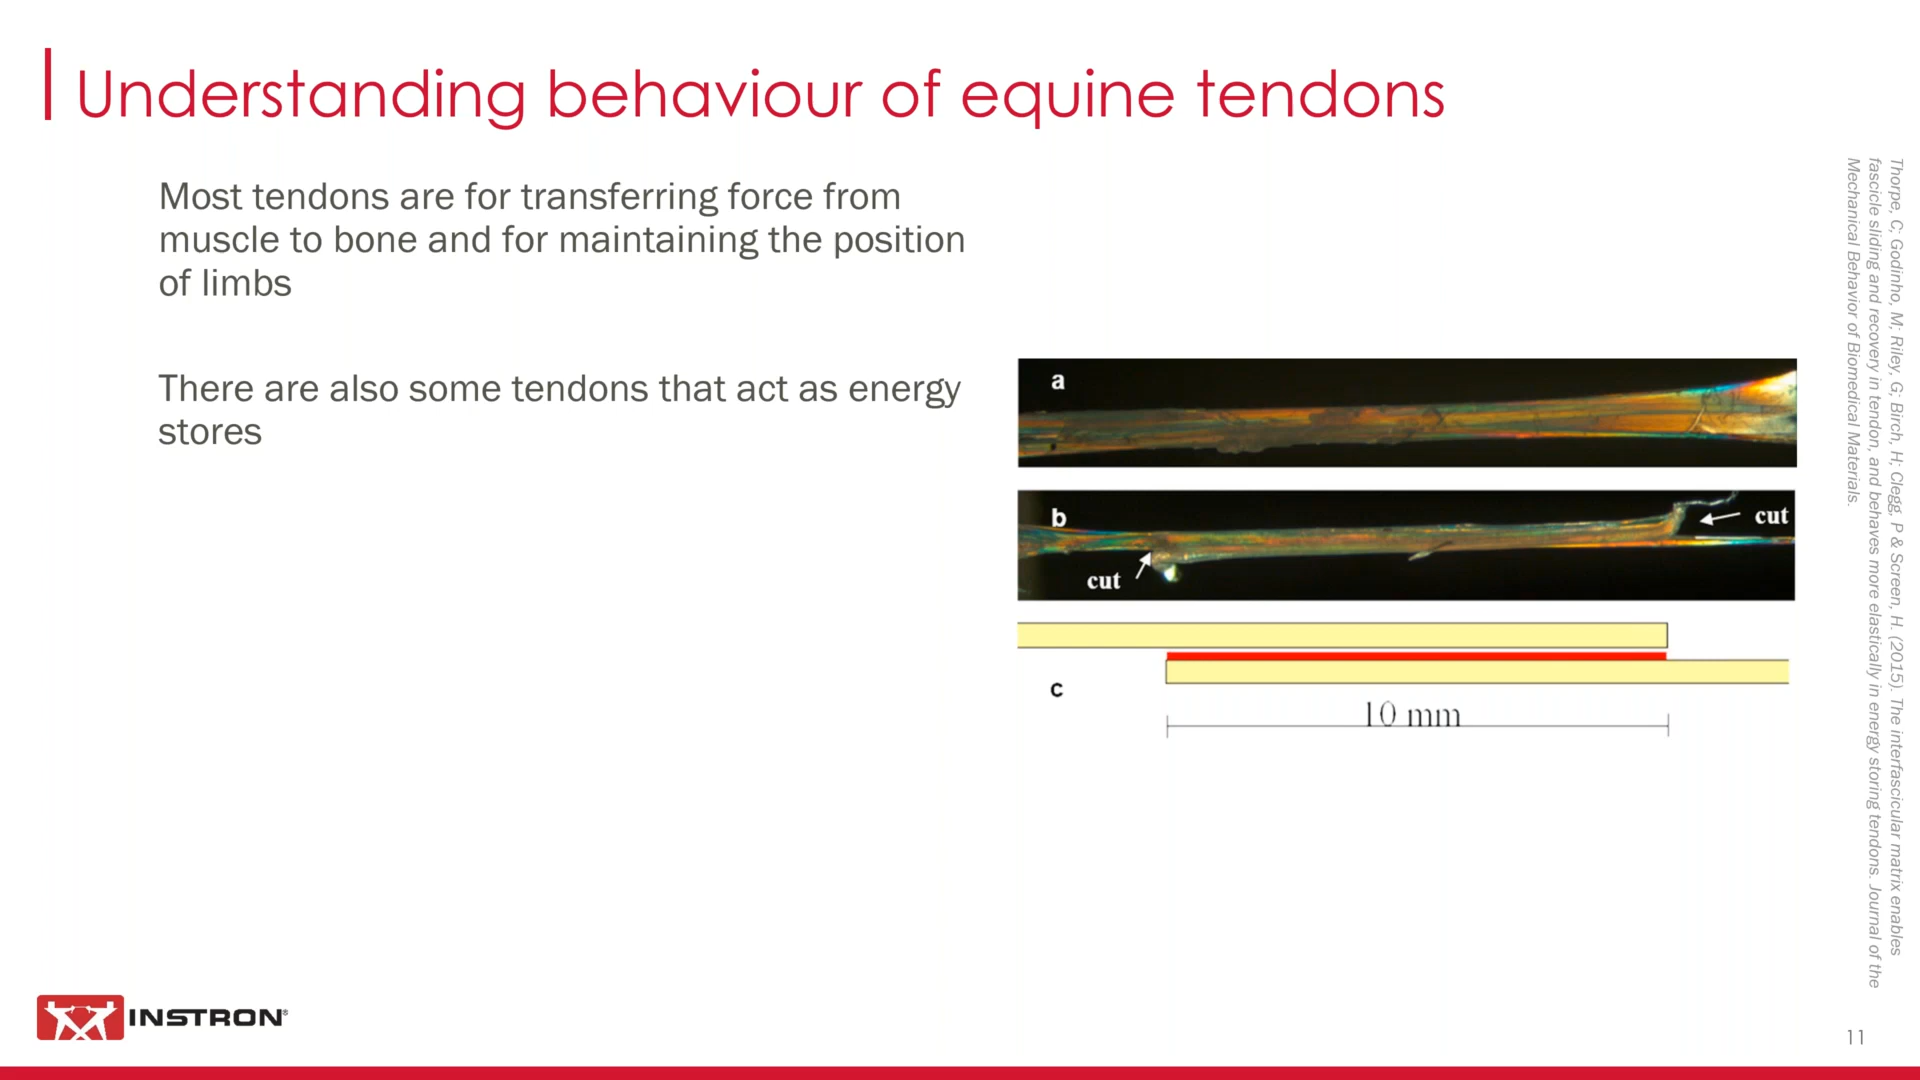 Understanding behaviour of equine tendons
Most tendons are for transferring force from
muscle to bone and for maintaining the position
of limbs
There are also some tendons that act as energy
stores
a
b
cut
cut
c
10 mm
Thorpe, C; Godinho, M; Riley, G; Birch, H; Clegg, P & Screen, H. (2015). The interfascicular matrix enables
fascicle sliding and recovery in tendon, and behaves more elastically in energy storing tendons. Journal of the
Mechanical Behavior of Biomedical Materials.
INSTRON®
11